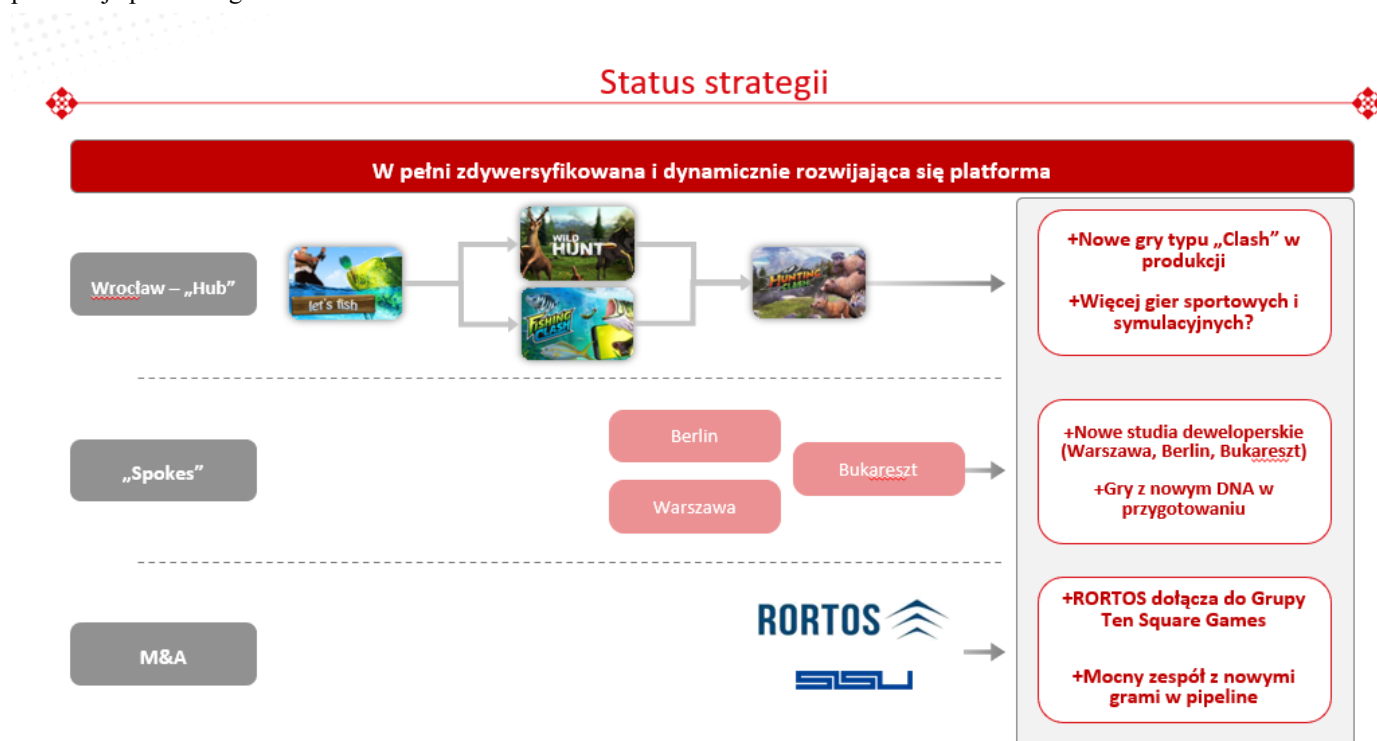 Status strategii
W pełni zdywersyfikowana i dynamicznie rozwijająca się platforma
Wrocław – „Hub”
let's fish
WILD
HUNT
FISHING
CLASH
HUNTING
CLASH
+Nowe gry typu „Clash” w
produkcji
+Więcej gier sportowych i
symulacyjnych?
„Spokes”
Berlin
Warszawa
Bukareszt
+Nowe studia deweloperskie
(Warszawa, Berlin, Bukareszt)
+Gry z nowym DNA w
przygotowaniu
M&A
RORTOS
+RORTOS dołącza do Grupy
Ten Square Games
+Mocny zespół z nowymi
grami w pipeline